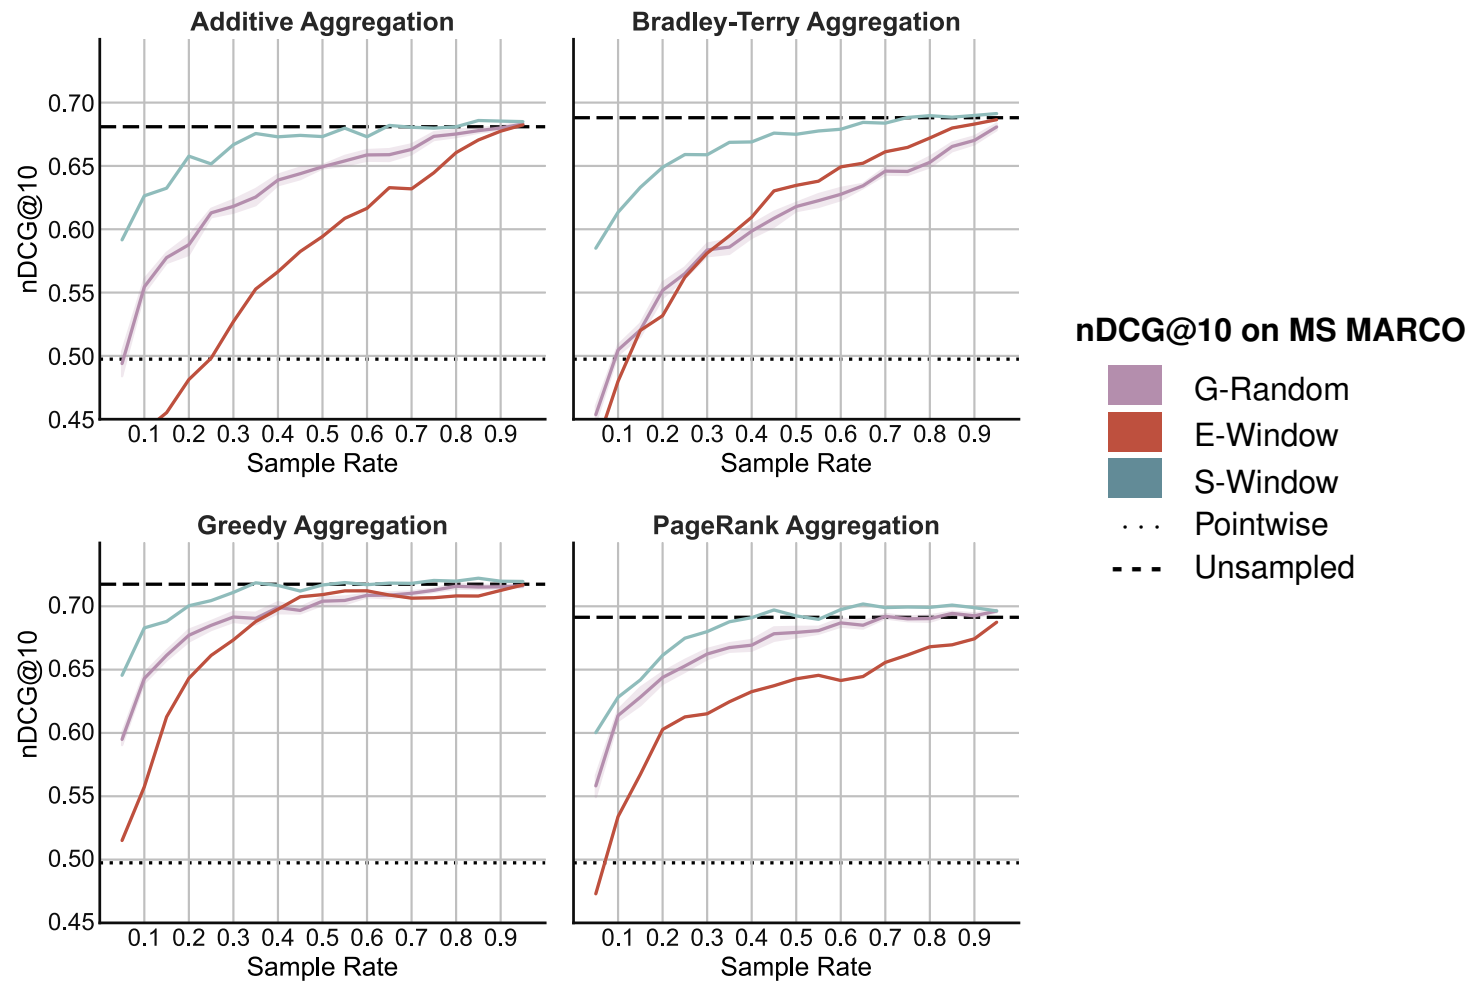 Additive Aggregation
Bradley-Terry Aggregation
nDCG@10
0.70
0.65
0.60
0.55
0.50
0.45
0.1 0.2 0.3 0.4 0.5 0.6 0.7 0.8 0.9
Sample Rate
0.1 0.2 0.3 0.4 0.5 0.6 0.7 0.8 0.9
Sample Rate
Greedy Aggregation
PageRank Aggregation
nDCG@10
0.70
0.65
0.60
0.55
0.50
0.45
0.1 0.2 0.3 0.4 0.5 0.6 0.7 0.8 0.9
Sample Rate
0.1 0.2 0.3 0.4 0.5 0.6 0.7 0.8 0.9
Sample Rate
nDCG@10 on MS MARCO
G-Random
E-Window
S-Window
Pointwise
Unsampled